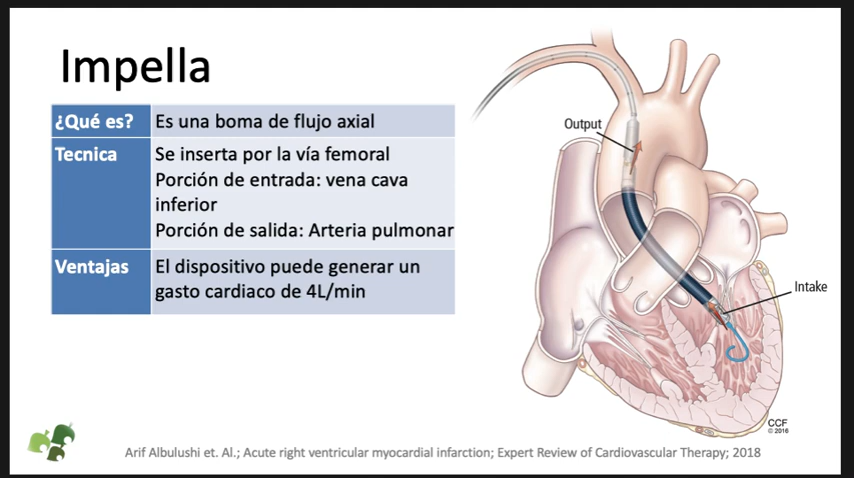 Impella
¿Qué es?
Es una boma de flujo axial
Tecnica
Se inserta por la vía femoral
Porción de entrada: vena cava
inferior
Porción de salida: Arteria pulmonar
Ventajas
El dispositivo puede generar un
gasto cardiaco de 4L/min
Output
Intake
CCF
© 2016
Arif Albulushi et. Al.; Acute right ventricular myocardial infarction; Expert Review of Cardiovascular Therapy; 2018